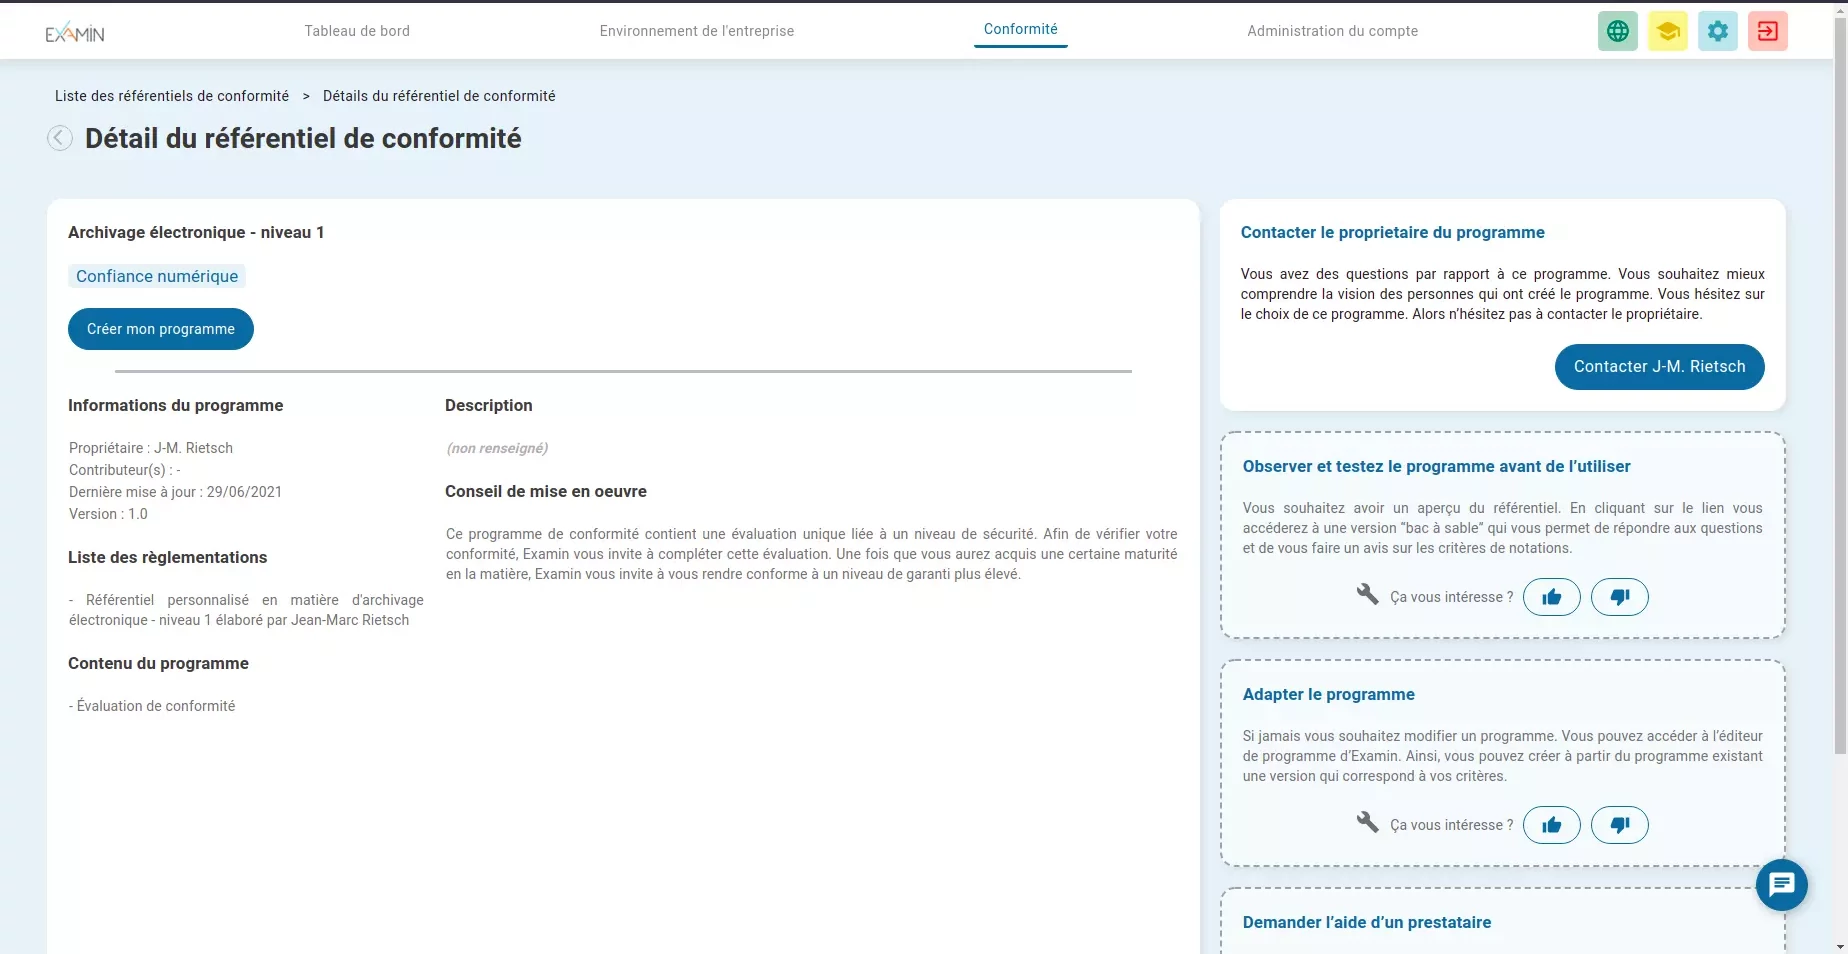 EXAMIN
Tableau de bord
Environnement de l'entreprise
Conformité
Administration du compte
Liste des référentiels de conformité > Détails du référentiel de conformité
Détail du référentiel de conformité
Archivage électronique - niveau 1
Confiance numérique
Créer mon programme
Informations du programme
Propriétaire : J-M. Rietsch
Contributeur(s) : -
Dernière mise à jour : 29/06/2021
Version : 1.0
Liste des règlementations
- Référentiel personnalisé en matière d'archivage
électronique - niveau 1 élaboré par Jean-Marc Rietsch
Contenu du programme
- Évaluation de conformité
Description
(non renseigné)
Conseil de mise en oeuvre
Ce programme de conformité contient une évaluation unique liée à un niveau de sécurité. Afin de vérifier votre
conformité, Examin vous invite à compléter cette évaluation. Une fois que vous aurez acquis une certaine maturité
en la matière, Examin vous invite à vous rendre conforme à un niveau de garanti plus élevé.
Contacter le proprietaire du programme
Vous avez des questions par rapport à ce programme. Vous souhaitez mieux
comprendre la vision des personnes qui ont créé le programme. Vous hésitez sur
le choix de ce programme. Alors n’hésitez pas à contacter le propriétaire.
Contacter J-M. Rietsch
Observer et testez le programme avant de l’utiliser
Vous souhaitez avoir un aperçu du référentiel. En cliquant sur le lien vous
accéderez à une version “bac à sable” qui vous permet de répondre aux questions
et de vous faire un avis sur les critères de notations.
Ça vous intéresse ?
Adapter le programme
Si jamais vous souhaitez modifier un programme. Vous pouvez accéder à l’éditeur
de programme d’Examin. Ainsi, vous pouvez créer à partir du programme existant
une version qui correspond à vos critères.
Ça vous intéresse ?
Demander l’aide d’un prestataire